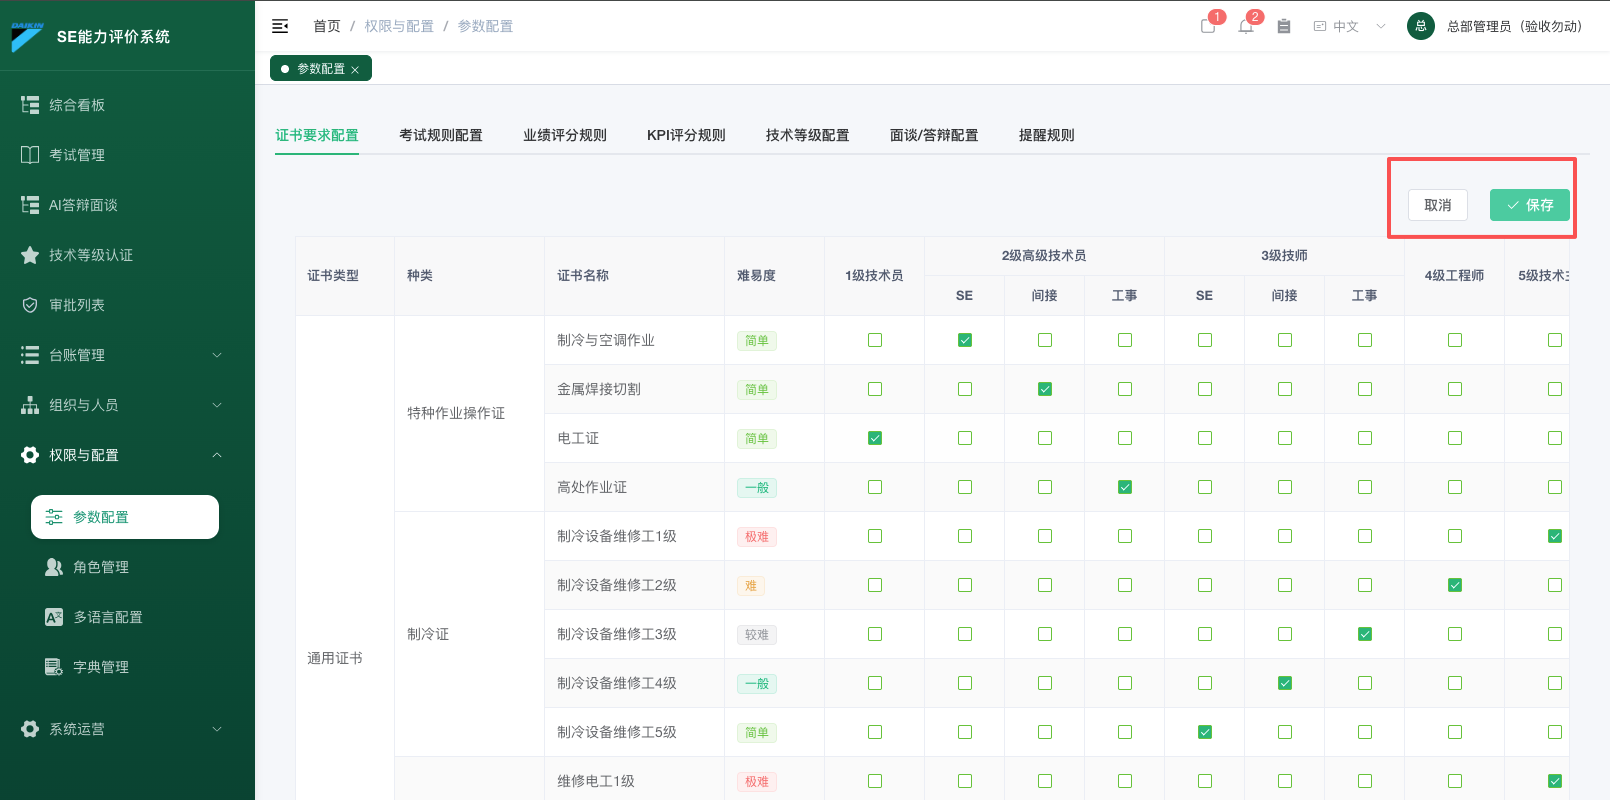 DAIKIN
SE能力评价系统
首页 / 权限与配置 / 参数配置
1
2
中文
总
总部管理员（验收勿动）
参数配置
综合看板
考试管理
AI答辩面谈
技术等级认证
审批列表
台账管理
组织与人员
权限与配置
参数配置
角色管理
多语言配置
字典管理
系统运营
证书要求配置 考试规则配置 业绩评分规则 KPI评分规则 技术等级配置 面谈/答辩配置 提醒规则
取消 保存
证书类型 种类 证书名称 难易度 1级技术员 2级高级技术员 3级技师 4级工程师 5级技术
SE 间接 工事 SE 间接 工事
通用证书
特种作业操作证
制冷与空调作业 简单
金属焊接切割 简单
电工证 简单
高处作业证 一般
制冷证
制冷设备维修工1级 极难
制冷设备维修工2级 难
制冷设备维修工3级 较难
制冷设备维修工4级 一般
制冷设备维修工5级 简单
维修电工1级 极难